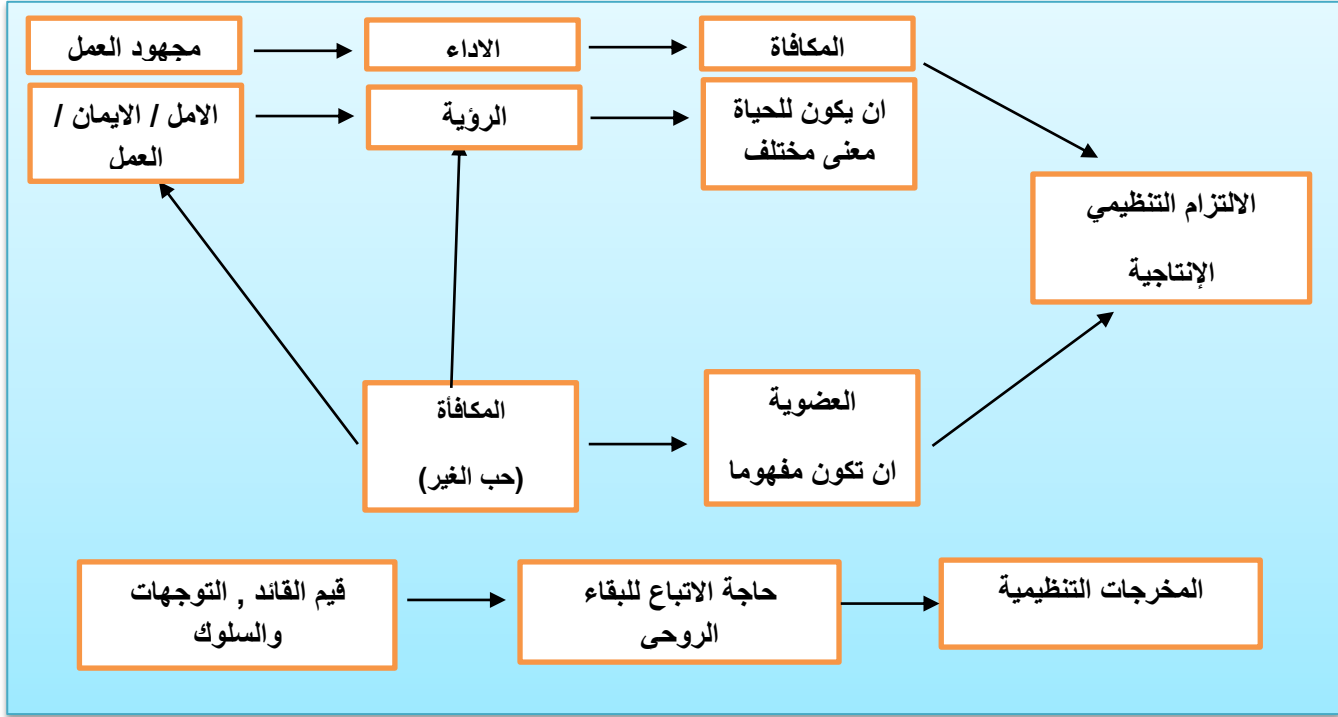 مجهود العمل
الاداء
المكافاة
الامل / الايمان /
العمل
الرؤية
ان يكون للحياة
معنى مختلف
الالتزام التنظيمي
الإنتاجية
المكافأة
(حب الغير)
العضوية
ان تكون مفهوما
قيم القائد , التوجهات
والسلوك
حاجة الاتباع للبقاء
الروحي
المخرجات التنظيمية